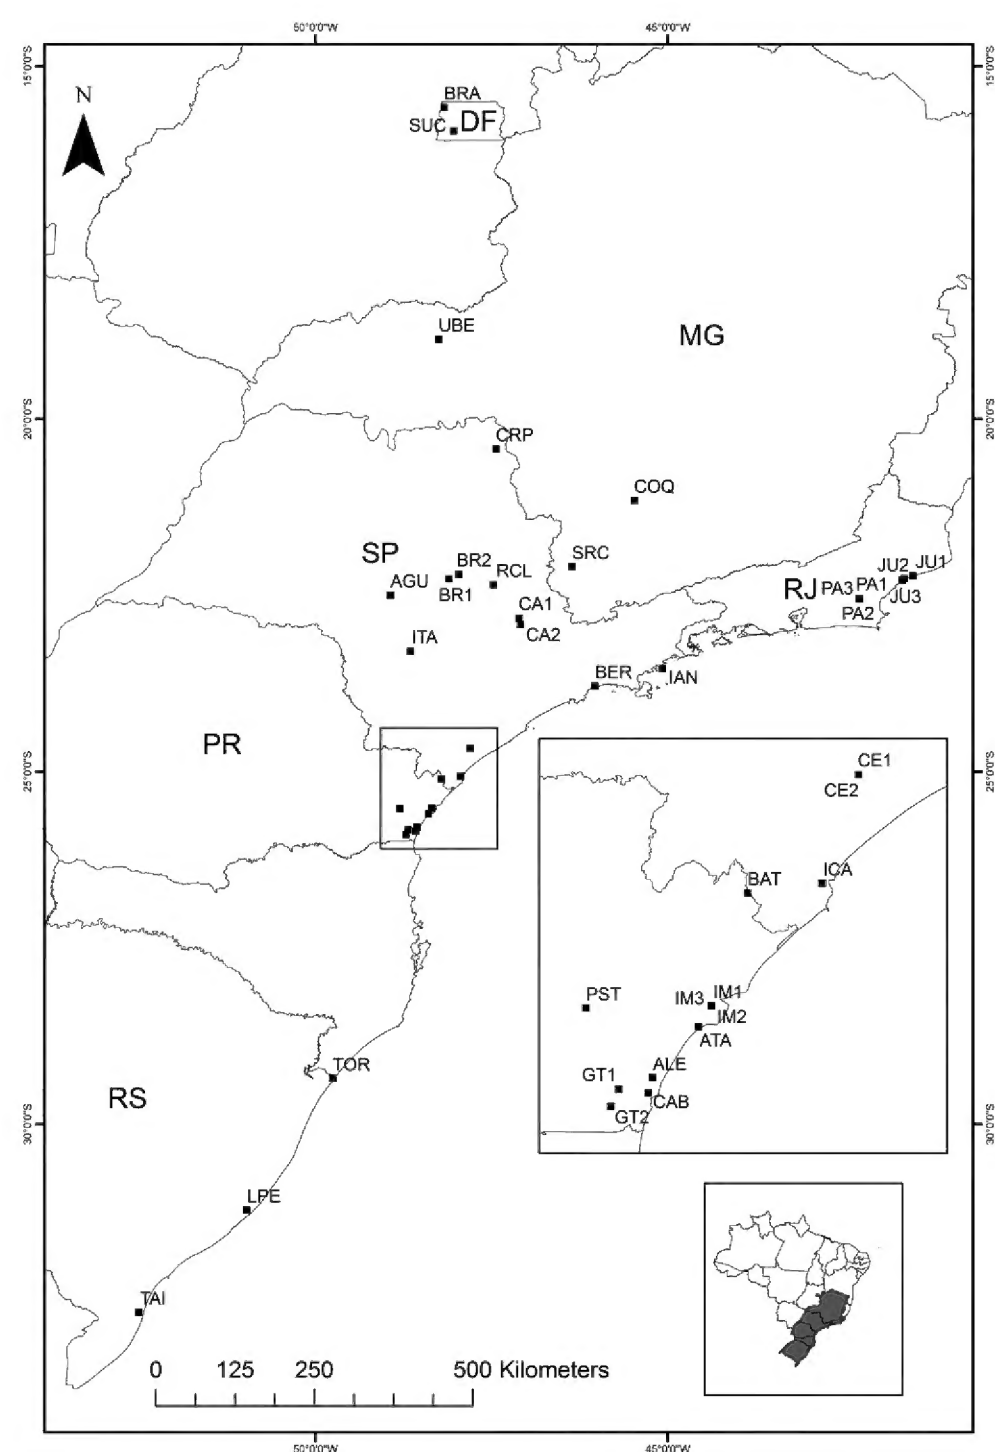 50°0'0"W 45°0'0"W
15°0'0"S 15°0'0"S
N
BRA
SUC DF
UBE
MG
20°0'0"S 20°0'0"S
CRP
COQ
SP
SRC
BR2
RCL
AGU
BR1
CA1
CA2
ITA
JU2 JU1
RJ PA3 PA1
JU3
PA2
BER
IAN
PR
25°0'0"S 25°0'0"S
CE1
CE2
BAT
ICA
PST
IM3 IM1
IM2
ATA
ALE
GT1
CAB
GT2
TOR
RS
30°0'0"S 30°0'0"S
LPE
TAI
0 125 250 500 Kilometers
50°0'0"W 45°0'0"W